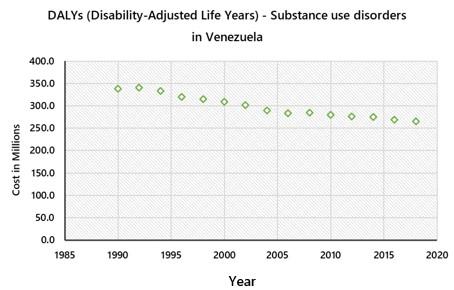 DALYs (Disability-Adjusted Life Years) - Substance use disorders
in Venezuela
400.0
350.0
300.0
250.0
200.0
150.0
100.0
50.0
0.0
Cost in Millions
1985 1990 1995 2000 2005 2010 2015 2020
Year